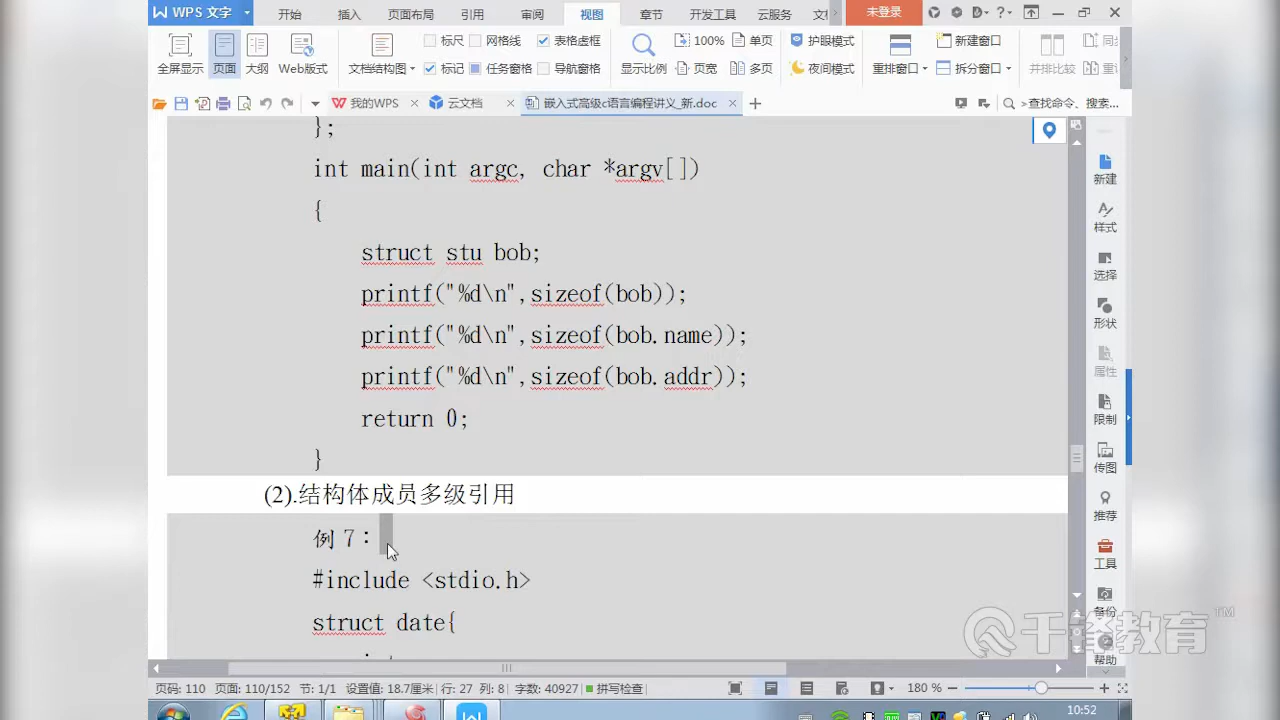 WPS 文字
开始 插入 页面布局 引用 审阅 视图 章节 开发工具 云服务
未登录
标尺 网格线 表格虚框 100% 单页 护眼模式 新建窗口
全屏显示 页面 大纲 Web版式 文档结构图 标记 任务窗格 导航窗格 显示比例 页宽 多页 夜间模式 重排窗口 拆分窗口 并排比较
我的WPS 云文档 嵌入式高级c语言编程讲义_新.doc >查找命令、搜索...
};
int main(int argc, char *argv[])
{
struct stu bob;
printf("%d\n",sizeof(bob));
printf("%d\n",sizeof(bob.name));
printf("%d\n",sizeof(bob.addr));
return 0;
}
(2).结构体成员多级引用
例 7：
#include <stdio.h>
struct date{
新建
样式
选择
形状
属性
限制
传图
推荐
工具
备份
帮助
千锋教育 TM
页码: 110 页面: 110/152 节: 1/1 设置值: 18.7厘米 行: 27 列: 8 字数: 40927 拼写检查 180 %
10:52